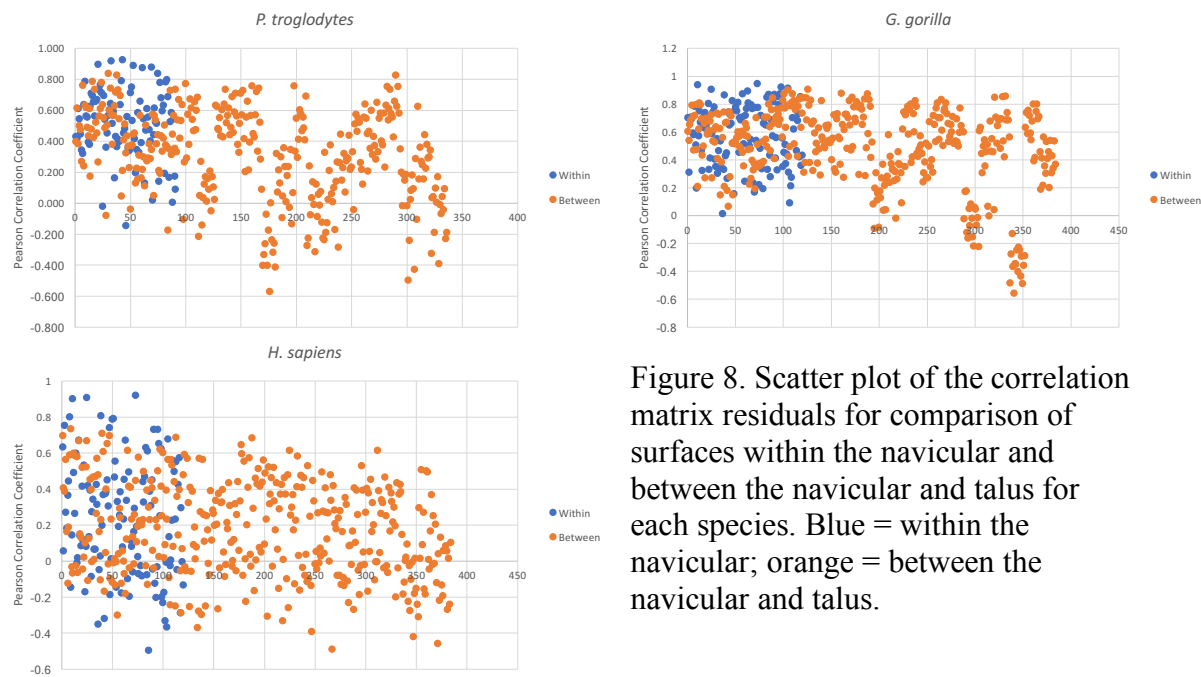 P. troglodytes
Pearson Correlation Coefficient
1.000
0.800
0.600
0.400
0.200
0.000
-0.200
-0.400
-0.600
-0.800
0 50 100 150 200 250 300 350 400
Within
Between
G. gorilla
Pearson Correlation Coefficient
1.2
1
0.8
0.6
0.4
0.2
0
-0.2
-0.4
-0.6
-0.8
0 50 100 150 200 250 300 350 400 450
Within
Between
H. sapiens
Pearson Correlation Coefficient
1
0.8
0.6
0.4
0.2
0
-0.2
-0.4
-0.6
0 50 100 150 200 250 300 350 400 450
Within
Between
Figure 8. Scatter plot of the correlation
matrix residuals for comparison of
surfaces within the navicular and
between the navicular and talus for
each species. Blue = within the
navicular; orange = between the
navicular and talus.